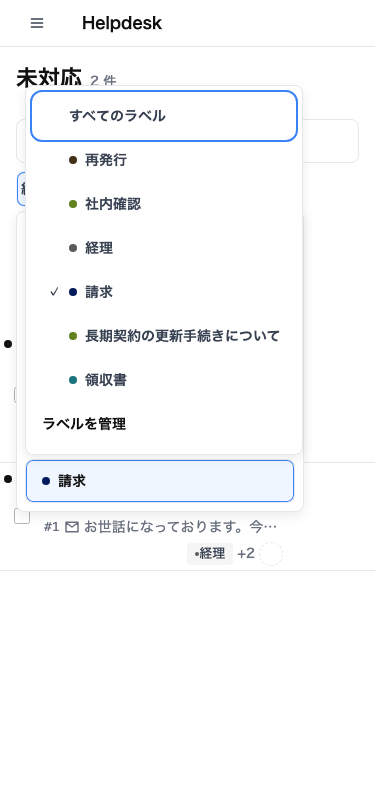 Helpdesk
未対応 2 件
すべてのラベル
再発行
社内確認
経理
✓ 請求
長期契約の更新手続きについて
領収書
ラベルを管理
請求
#1 お世話になっております。今…
•経理 +2